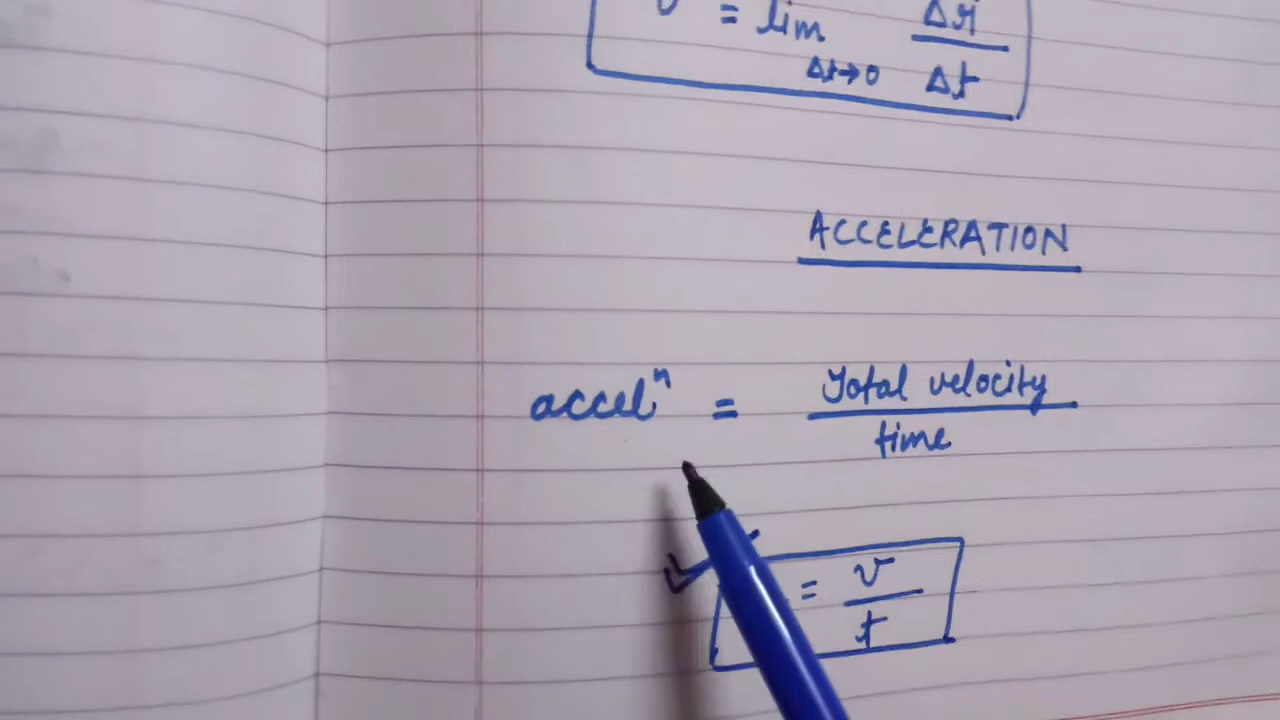 v = lim Δr
Δt→0 Δt
ACCELERATION
accelⁿ = Total velocity
time
= v
t